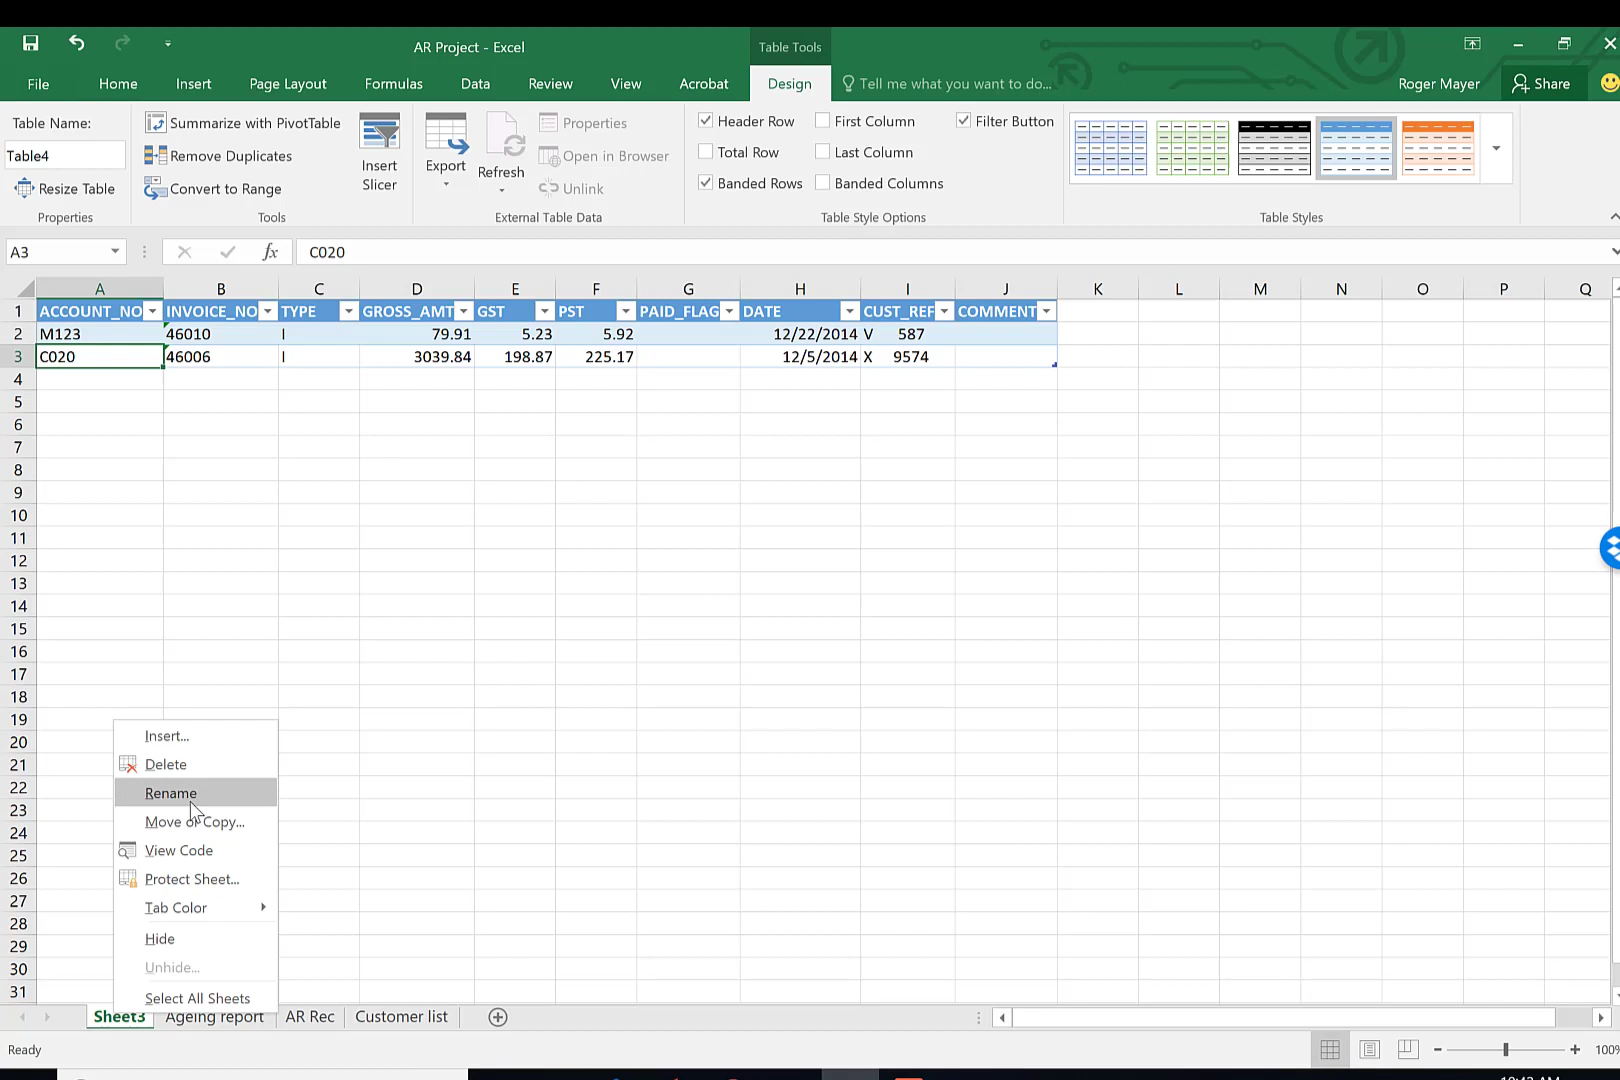 AR Project - Excel
Table Tools
File Home Insert Page Layout Formulas Data Review View Acrobat Design Tell me what you want to do... Roger Mayer Share
Table Name:
Table4
Resize Table
Properties
Summarize with PivotTable
Remove Duplicates
Convert to Range
Tools
Insert
Slicer
Export
Refresh
Properties
Open in Browser
Unlink
External Table Data
Header Row First Column Filter Button
Total Row Last Column
Banded Rows Banded Columns
Table Style Options
Table Styles
A3 fx C020
A B C D E F G H I J K L M N O P Q
1 ACCOUNT_NO INVOICE_NO TYPE GROSS_AMT GST PST PAID_FLAG DATE CUST_REF COMMENT
2 M123 46010 I 79.91 5.23 5.92 12/22/2014 V 587
3 C020 46006 I 3039.84 198.87 225.17 12/5/2014 X 9574
4
5
6
7
8
9
10
11
12
13
14
15
16
17
18
19
20
21
22
23
24
25
26
27
28
29
30
31
Insert...
Delete
Rename
Move or Copy...
View Code
Protect Sheet...
Tab Color
Hide
Unhide...
Select All Sheets
Sheet3 Ageing report AR Rec Customer list
Ready
100%